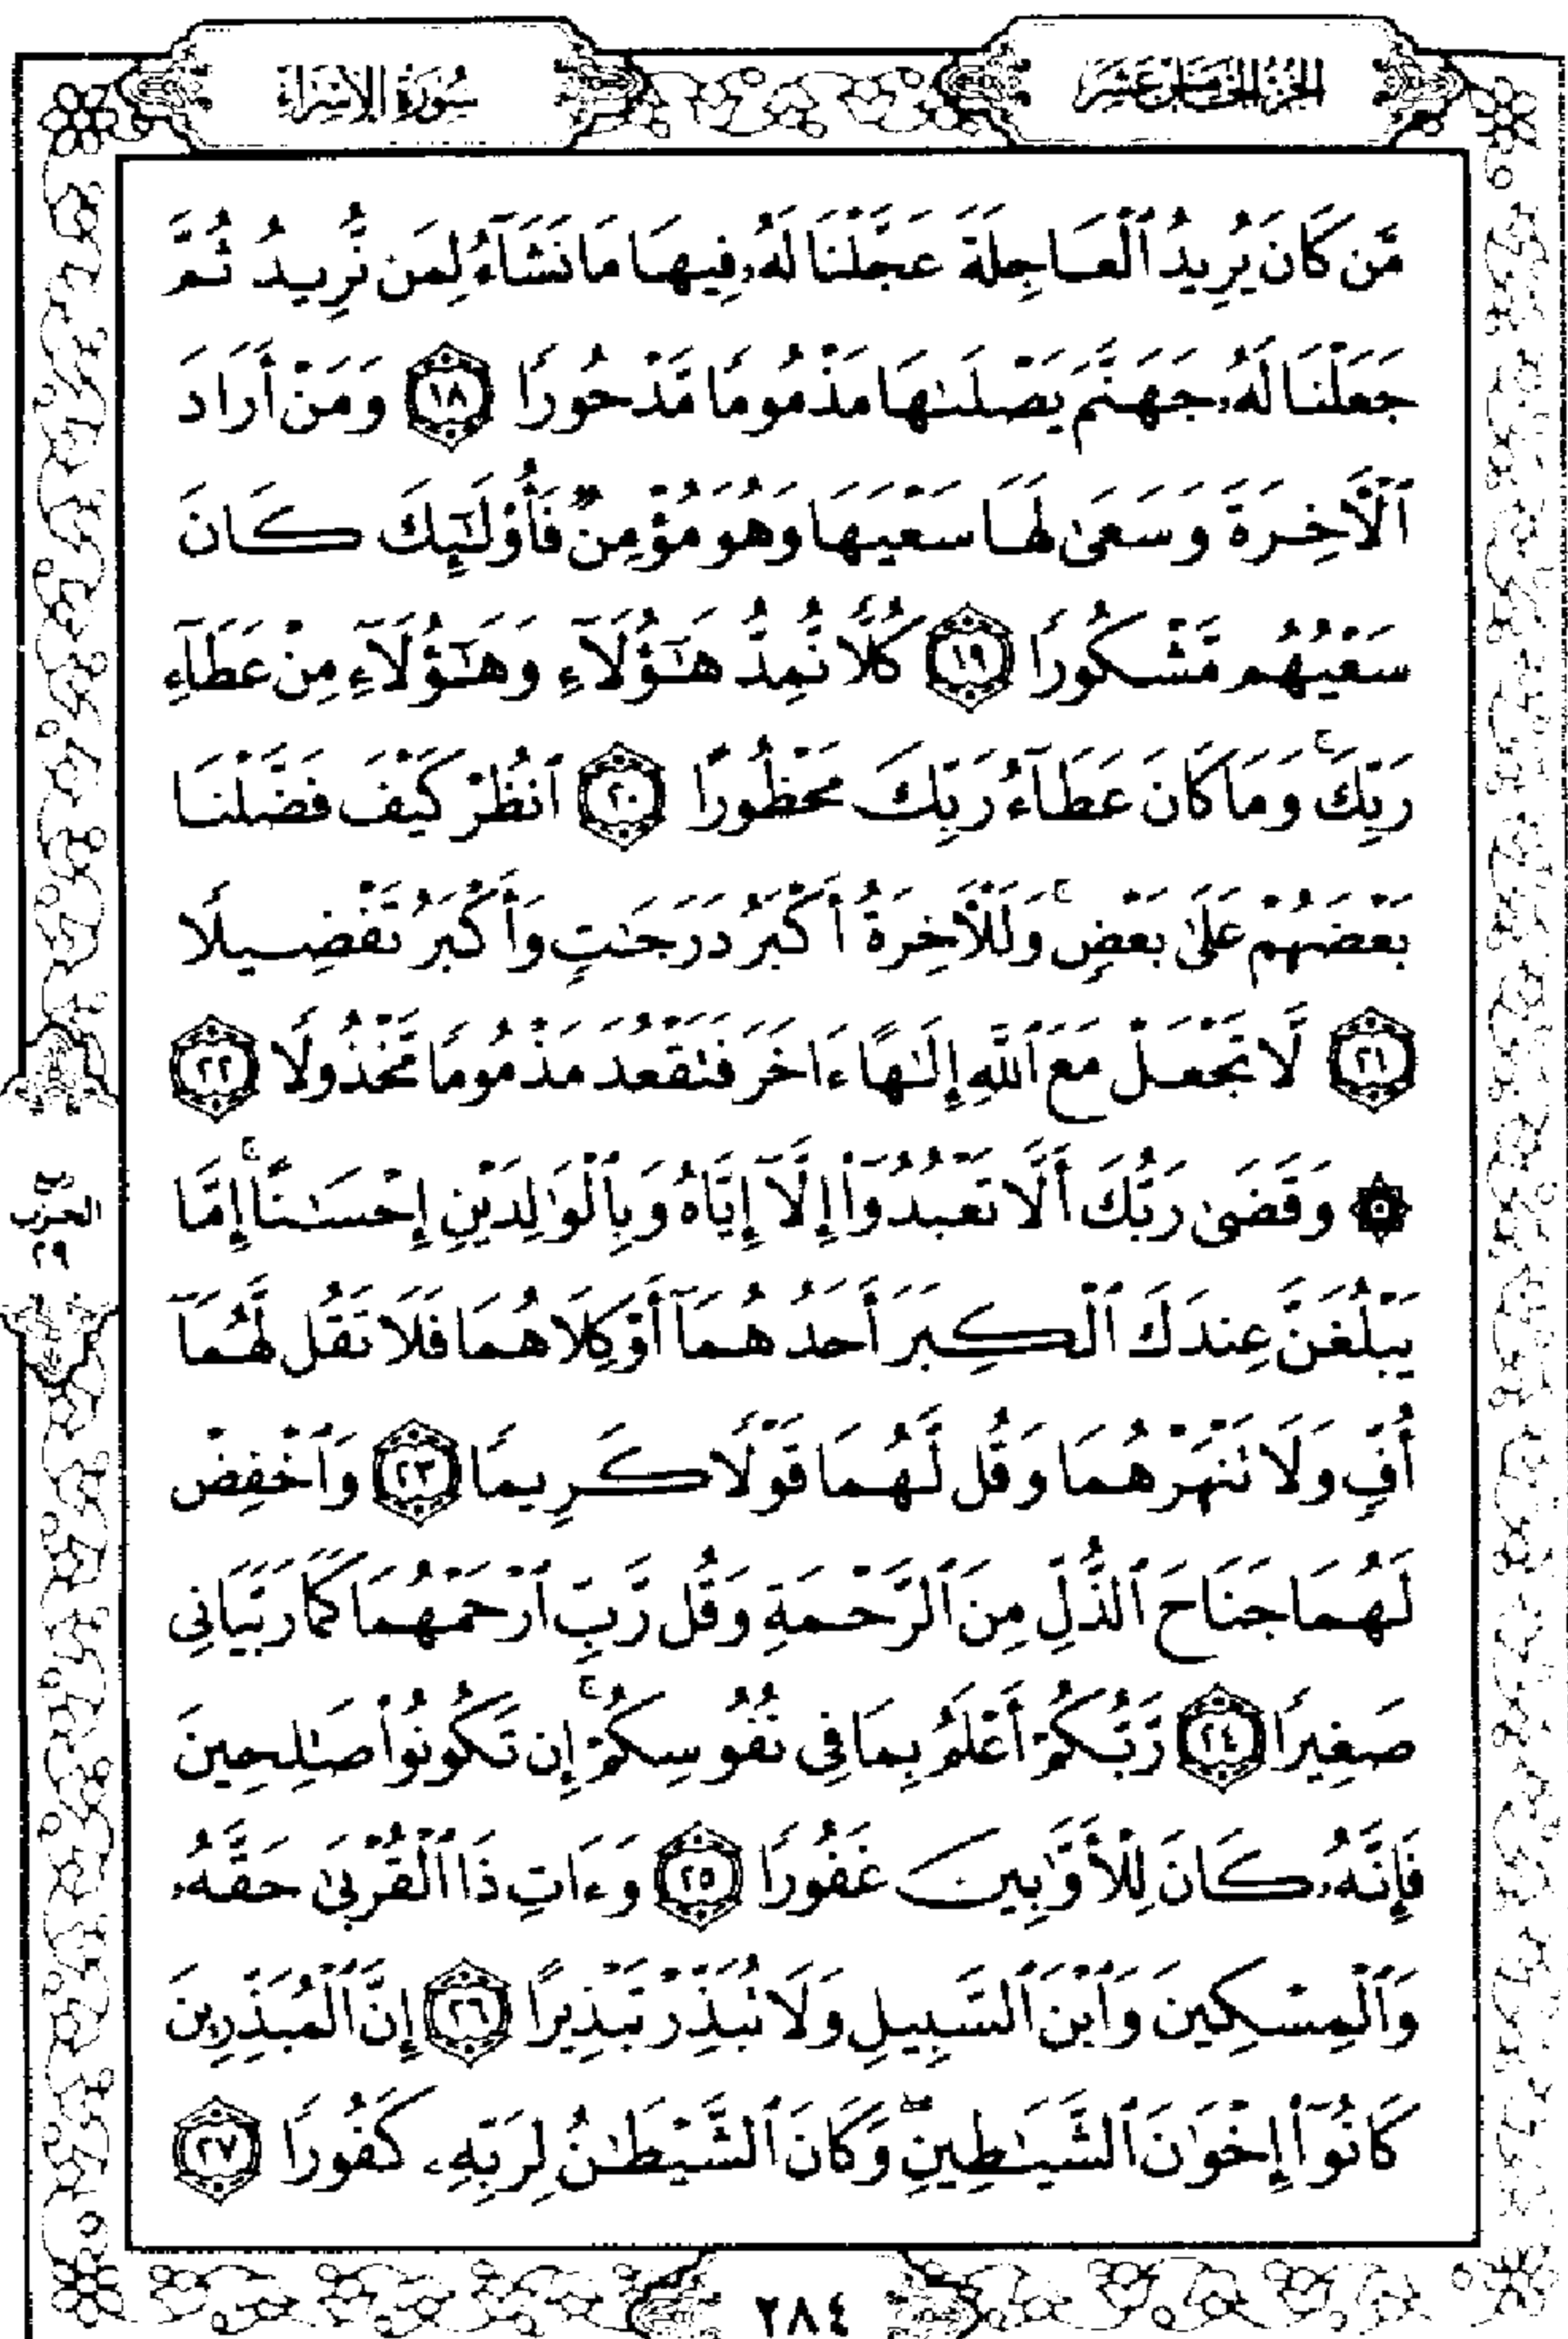 الجزء الخامس عشر
سورة الإسراء
مَّن كَانَ يُرِيدُ ٱلْعَاجِلَةَ عَجَّلْنَا لَهُۥ فِيهَا مَا نَشَآءُ لِمَن نُّرِيدُ ثُمَّ
جَعَلْنَا لَهُۥ جَهَنَّمَ يَصْلَىٰهَا مَذْمُومًا مَّدْحُورًا ١٨ وَمَنْ أَرَادَ
ٱلْأَخِرَةَ وَسَعَىٰ لَهَا سَعْيَهَا وَهُوَ مُؤْمِنٌ فَأُو۟لَٰٓئِكَ كَانَ
سَعْيُهُم مَّشْكُورًا ١٩ كُلًّا نُّمِدُّ هَٰٓؤُلَآءِ وَهَٰٓؤُلَآءِ مِنْ عَطَآءِ
رَبِّكَ ۚ وَمَا كَانَ عَطَآءُ رَبِّكَ مَحْظُورًا ٢٠ ٱنظُرْ كَيْفَ فَضَّلْنَا
بَعْضَهُمْ عَلَىٰ بَعْضٍ ۚ وَلَلْأَخِرَةُ أَكْبَرُ دَرَجَٰتٍ وَأَكْبَرُ تَفْضِيلًا
٢١ لَّا تَجْعَلْ مَعَ ٱللَّهِ إِلَٰهًا ءَاخَرَ فَتَقْعُدَ مَذْمُومًا مَّخْذُولًا ٢٢
۞ وَقَضَىٰ رَبُّكَ أَلَّا تَعْبُدُوٓا۟ إِلَّآ إِيَّاهُ وَبِٱلْوَٰلِدَيْنِ إِحْسَٰنًا ۚ إِمَّا
يَبْلُغَنَّ عِندَكَ ٱلْكِبَرَ أَحَدُهُمَآ أَوْ كِلَاهُمَا فَلَا تَقُل لَّهُمَآ
أُفٍّ وَلَا تَنْهَرْهُمَا وَقُل لَّهُمَا قَوْلًا كَرِيمًا ٢٣ وَٱخْفِضْ
لَهُمَا جَنَاحَ ٱلذُّلِّ مِنَ ٱلرَّحْمَةِ وَقُل رَّبِّ ٱرْحَمْهُمَا كَمَا رَبَّيَانِى
صَغِيرًا ٢٤ رَّبُّكُمْ أَعْلَمُ بِمَا فِى نُفُوسِكُمْ ۚ إِن تَكُونُوا۟ صَٰلِحِينَ
فَإِنَّهُۥ كَانَ لِلْأَوَّٰبِينَ غَفُورًا ٢٥ وَءَاتِ ذَا ٱلْقُرْبَىٰ حَقَّهُۥ
وَٱلْمِسْكِينَ وَٱبْنَ ٱلسَّبِيلِ وَلَا تُبَذِّرْ تَبْذِيرًا ٢٦ إِنَّ ٱلْمُبَذِّرِينَ
كَانُوٓا۟ إِخْوَٰنَ ٱلشَّيَٰطِينِ ۖ وَكَانَ ٱلشَّيْطَٰنُ لِرَبِّهِۦ كَفُورًا ٢٧
الحزب
٢٩
٢٨٤